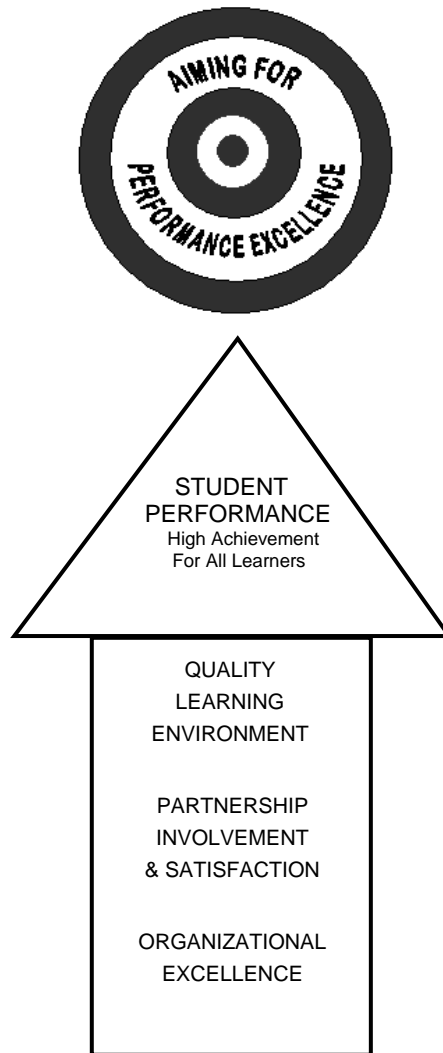 AIMING FOR
PERFORMANCE EXCELLENCE
STUDENT
PERFORMANCE
High Achievement
For All Learners
QUALITY
LEARNING
ENVIRONMENT
PARTNERSHIP
INVOLVEMENT
& SATISFACTION
ORGANIZATIONAL
EXCELLENCE